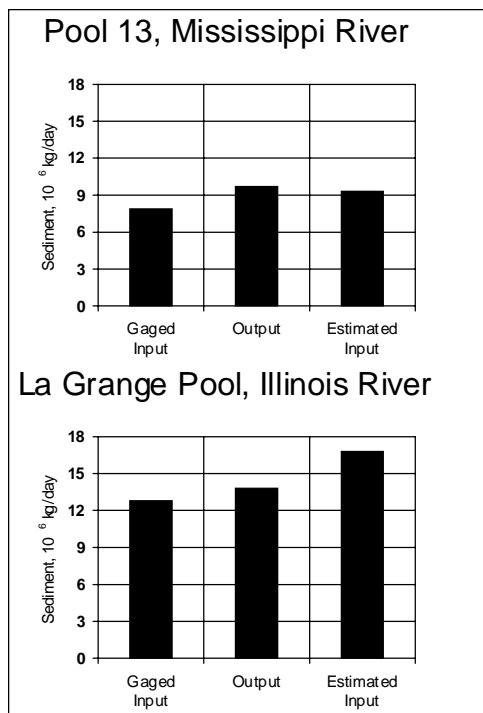 Pool 13, Mississippi River
18
15
12
9
6
3
0
Sediment, 10 6 kg/day
Gaged Input
Output
Estimated Input
La Grange Pool, Illinois River
18
15
12
9
6
3
0
Sediment, 10 6 kg/day
Gaged Input
Output
Estimated Input